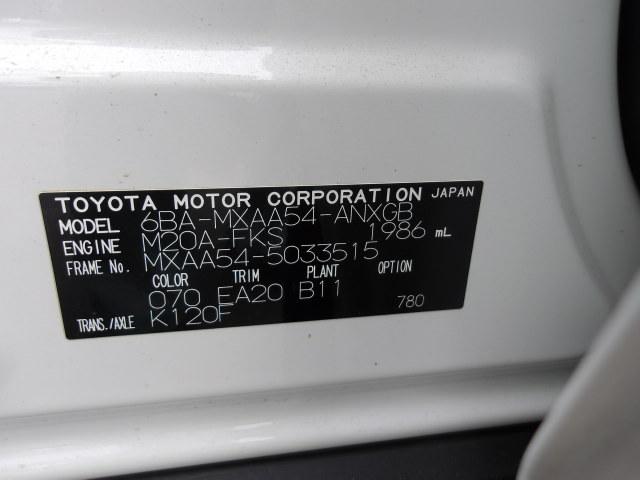 TOYOTA MOTOR CORPORATION JAPAN
MODEL 6BA-MXAA54-ANXGB
ENGINE M20A-FKS 1986 mL
FRAME No. MXAA54-5033515
COLOR TRIM PLANT OPTION
070 EA20 B11 780
TRANS./AXLE K120F